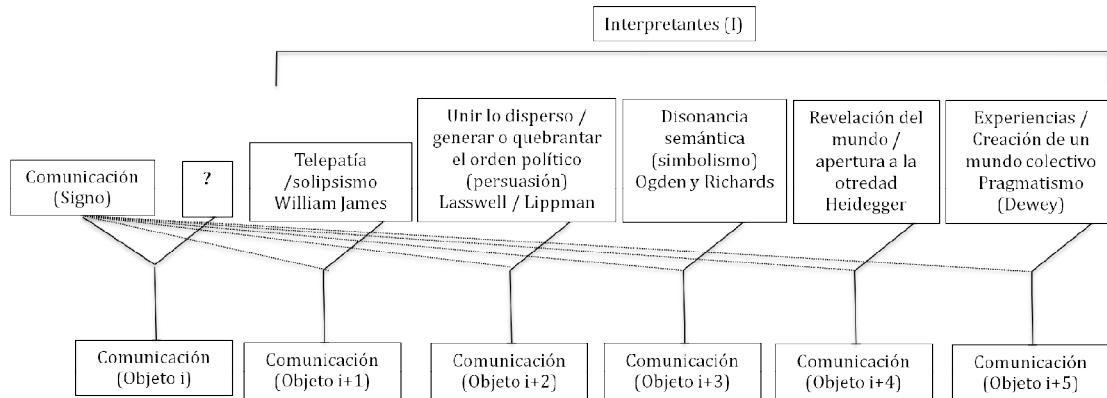 Interpretantes (I)
Comunicación
(Signo)
?
Telepatía
/solipsismo
William James
Unir lo disperso /
generar o quebrantar
el orden político
(persuasión)
Lasswell / Lippman
Disonancia
semántica
(simbolismo)
Ogden y Richards
Revelación del
mundo /
apertura a la
otredad
Heidegger
Experiencias /
Creación de un
mundo colectivo
Pragmatismo
(Dewey)
Comunicación
(Objeto i)
Comunicación
(Objeto i+1)
Comunicación
(Objeto i+2)
Comunicación
(Objeto i+3)
Comunicación
(Objeto i+4)
Comunicación
(Objeto i+5)